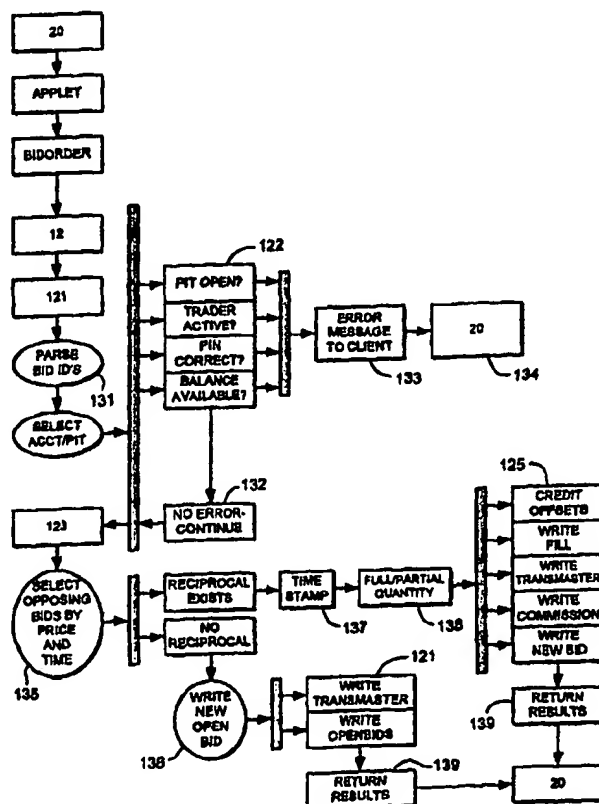 20
APPLET
BIDORDER
12
121
PARSE
BID ID'S
131
SELECT
ACCT/PIT
122
PIT OPEN?
TRADER
ACTIVE?
PIN
CORRECT?
BALANCE
AVAILABLE?
ERROR
MESSAGE
TO CLIENT
133
20
134
132
NO ERROR-
CONTINUE
123
SELECT
OPPOSING
BIDS BY
PRICE
AND
TIME
135
RECIPROCAL
EXISTS
NO
RECIPROCAL
TIME
STAMP
137
FULL/PARTIAL
QUANTITY
138
125
CREDIT
OFFSETS
WRITE
FILL
WRITE
TRANSMASTER
WRITE
COMMISSION
WRITE
NEW BID
139
RETURN
RESULTS
20
WRITE
NEW
OPEN
BID
136
121
WRITE
TRANSMASTER
WRITE
OPENBIDS
139
RETURN
RESULTS